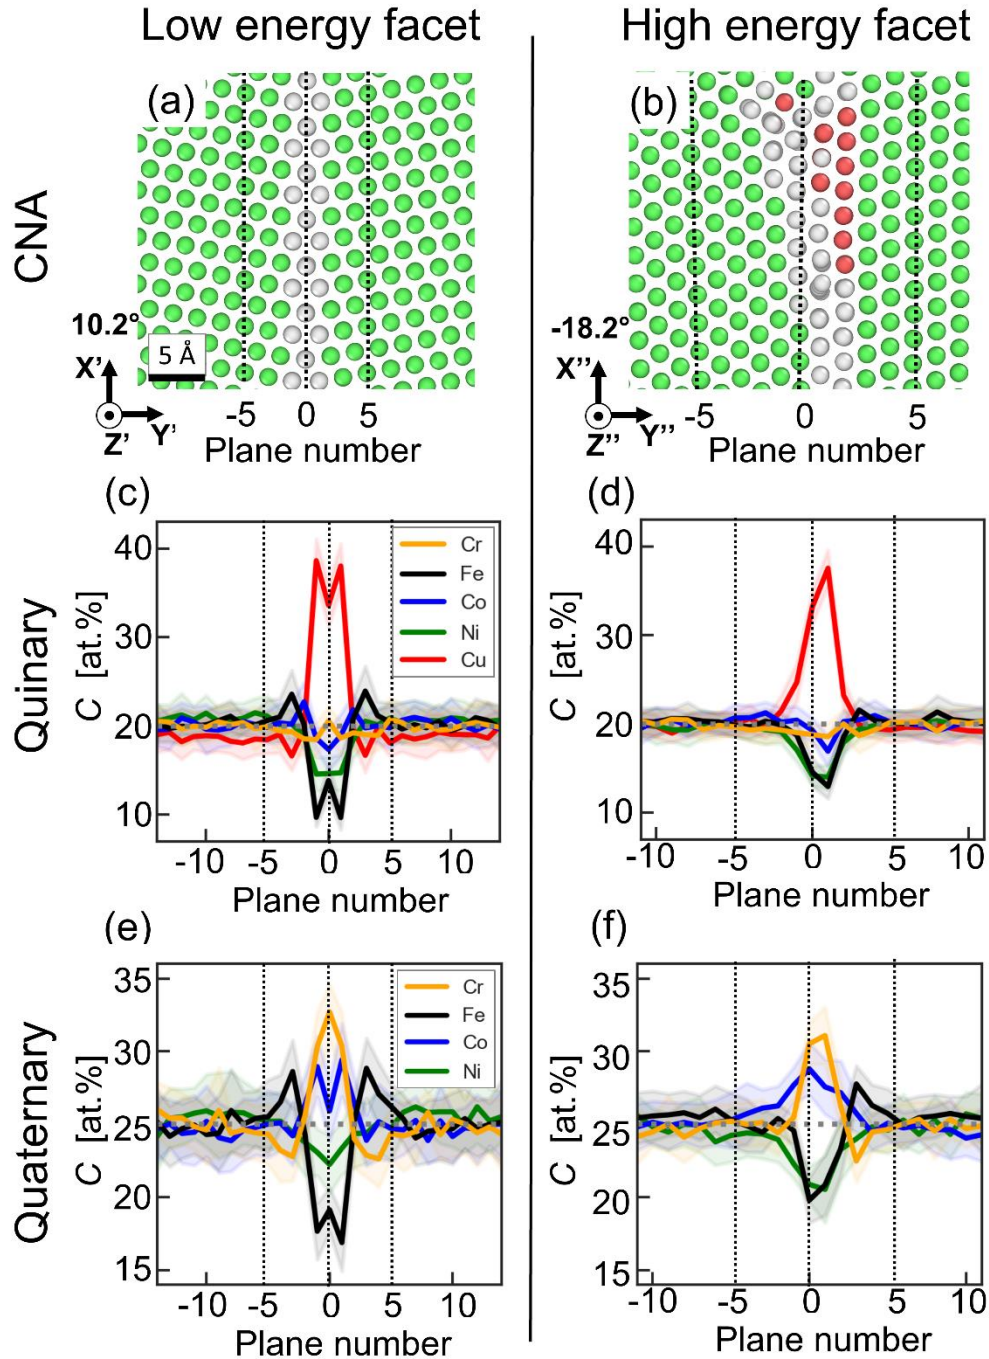 Low energy facet
High energy facet
CNA
(a)
(b)
10.2°
5 Å
X'
Z' Y'
-5 0 5
Plane number
-18.2°
X''
Z'' Y''
-5 0 5
Plane number
Quinary
(c)
C [at.%]
40
30
20
10
Cr
Fe
Co
Ni
Cu
-10 -5 0 5 10
Plane number
(d)
40
30
20
10
-10 -5 0 5 10
Plane number
Quaternary
(e)
C [at.%]
35
30
25
20
15
Cr
Fe
Co
Ni
-10 -5 0 5 10
Plane number
(f)
35
30
25
20
15
-10 -5 0 5 10
Plane number